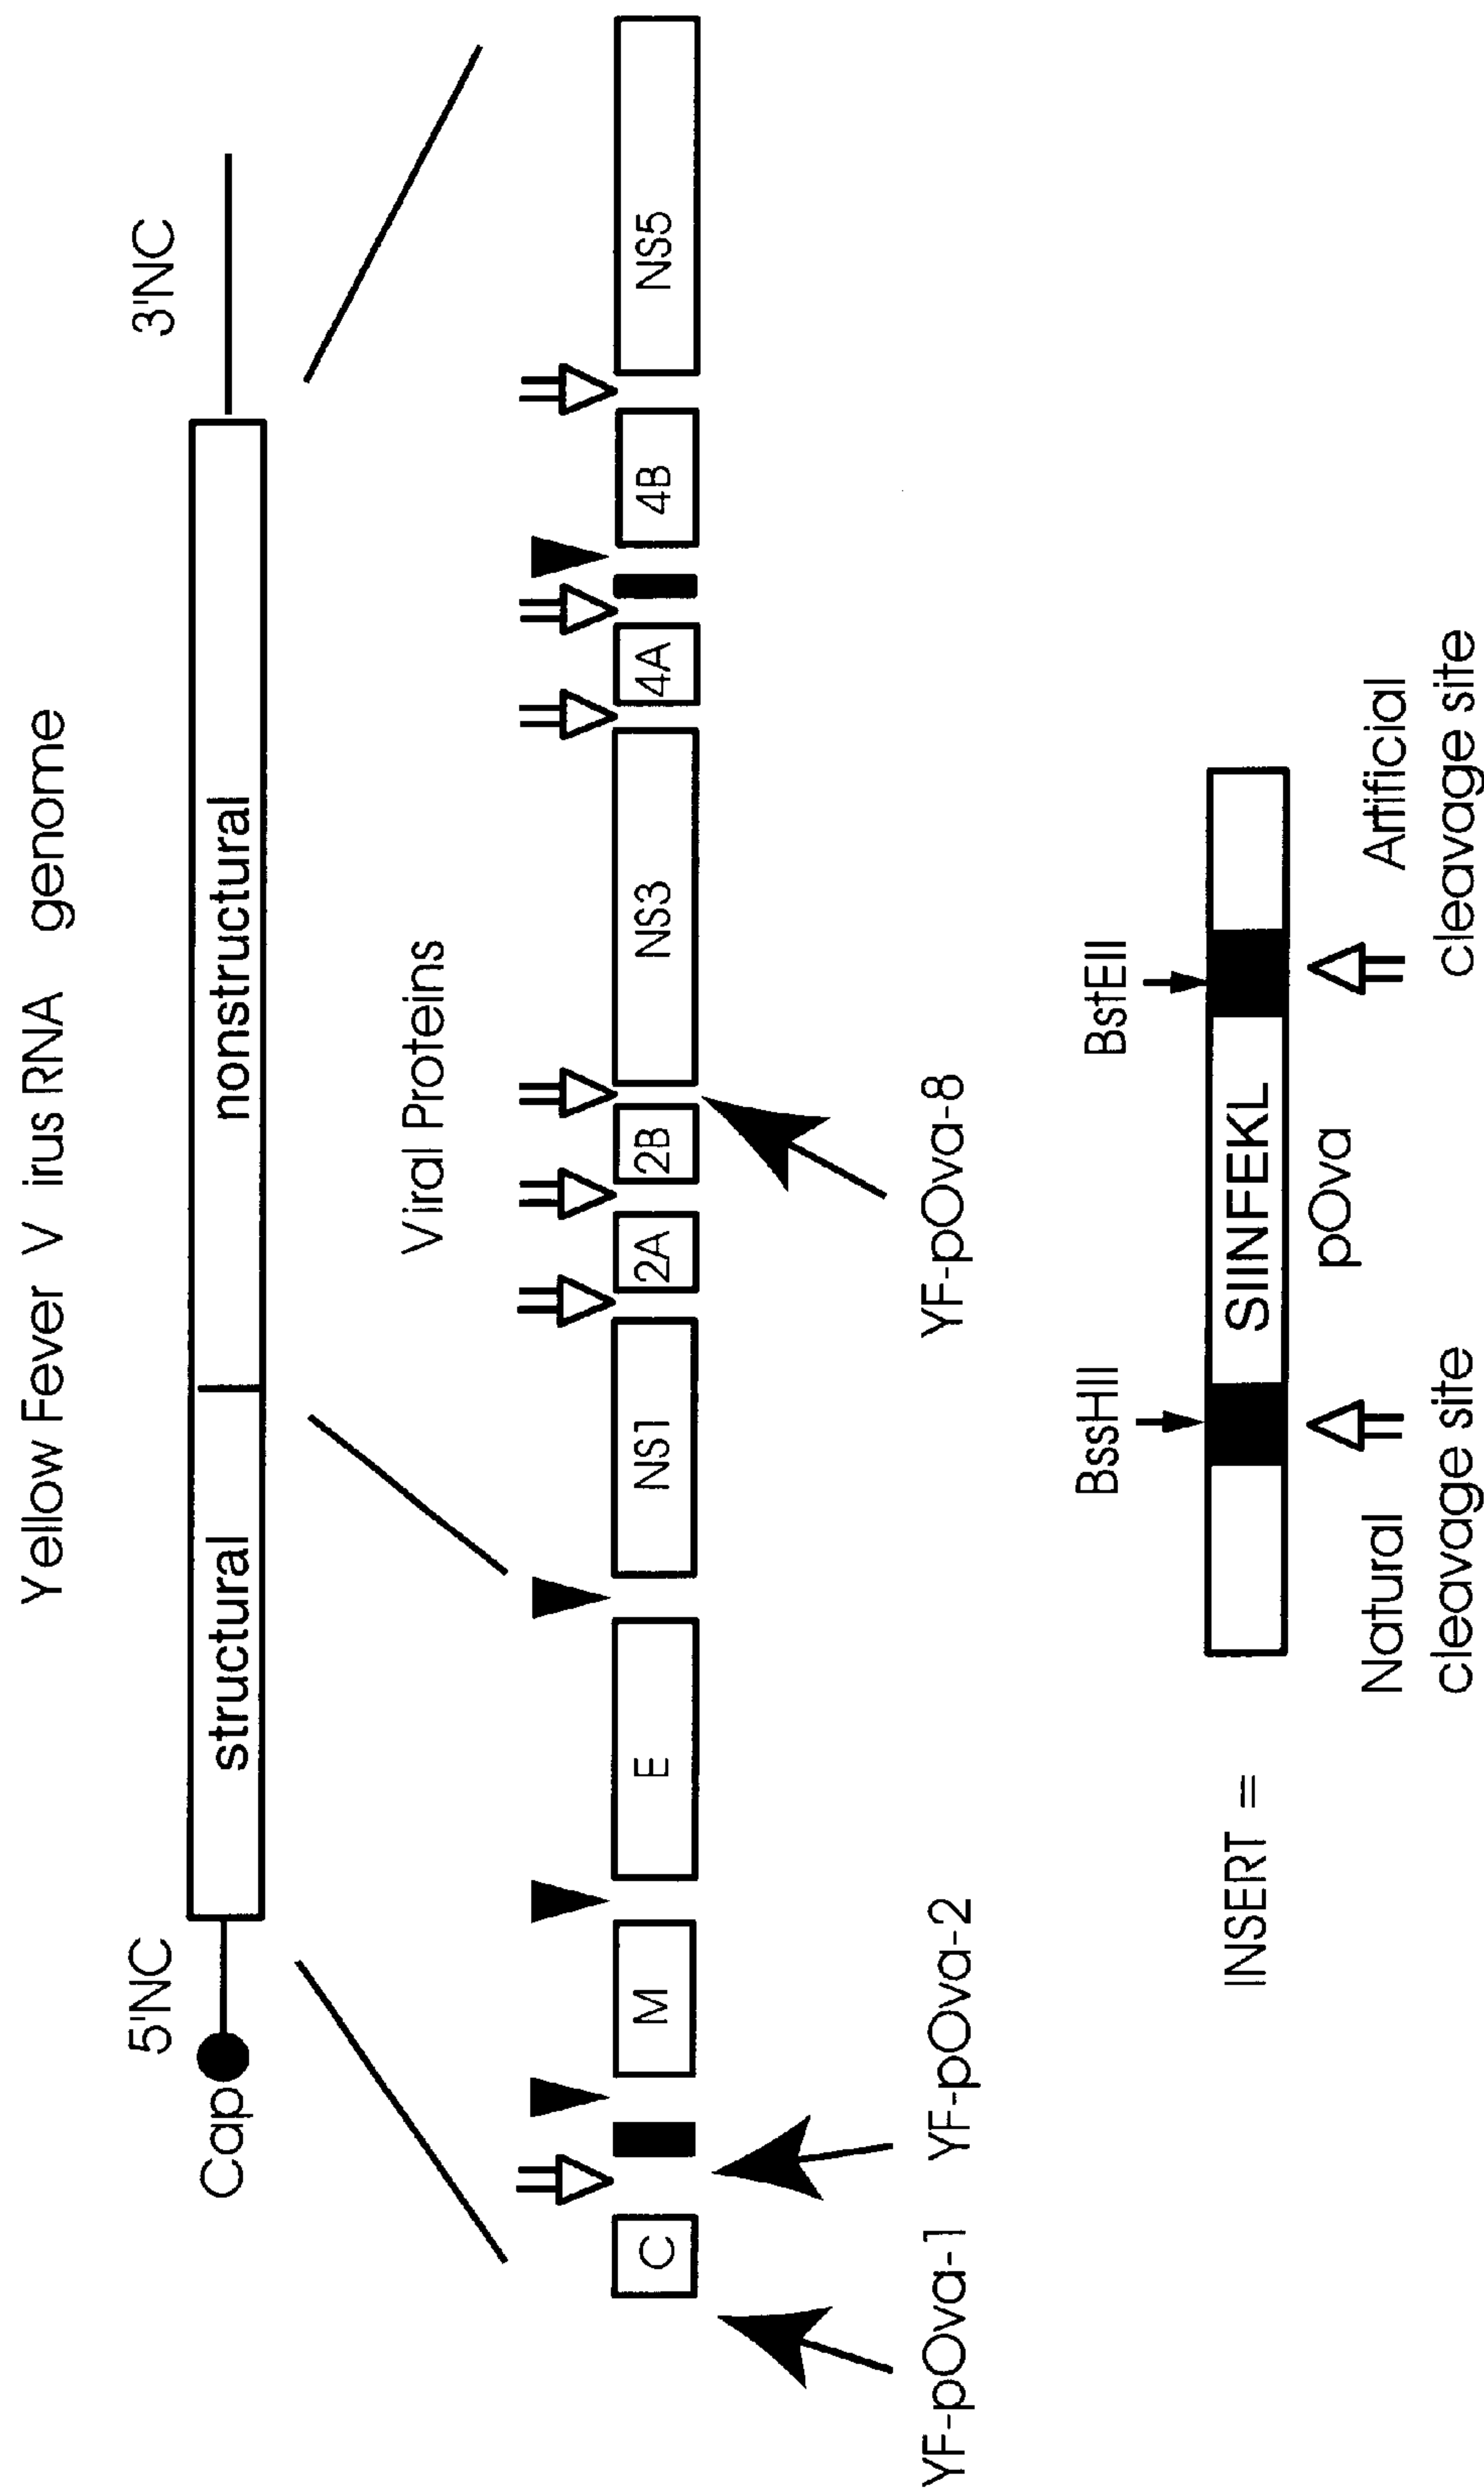 Yellow Fever V irus RNA genome
5'NC
3'NC
Cap
structural
nonstructural
Viral Proteins
C
M
E
NS1
2A
2B
NS3
4A
4B
NS5
YF-pOva-1
YF-pOva-2
YF-pOva-8
BssHII
BstEII
INSERT =
SIINFEKL
pOva
Natural
cleavage site
Artificial
cleavage site